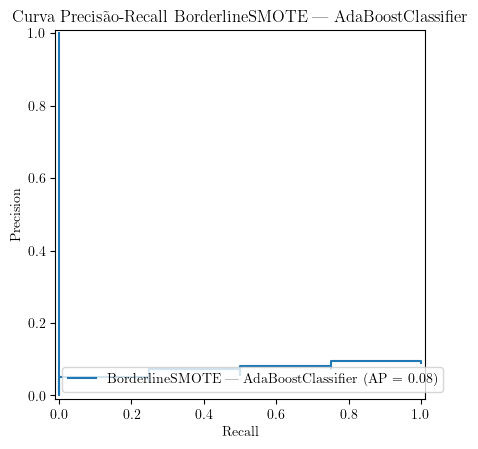 Curva Precisão-Recall BorderlineSMOTE — AdaBoostClassifier
1.0
0.8
0.6
0.4
0.2
0.0
Precision
BorderlineSMOTE — AdaBoostClassifier (AP = 0.08)
0.0 0.2 0.4 0.6 0.8 1.0
Recall